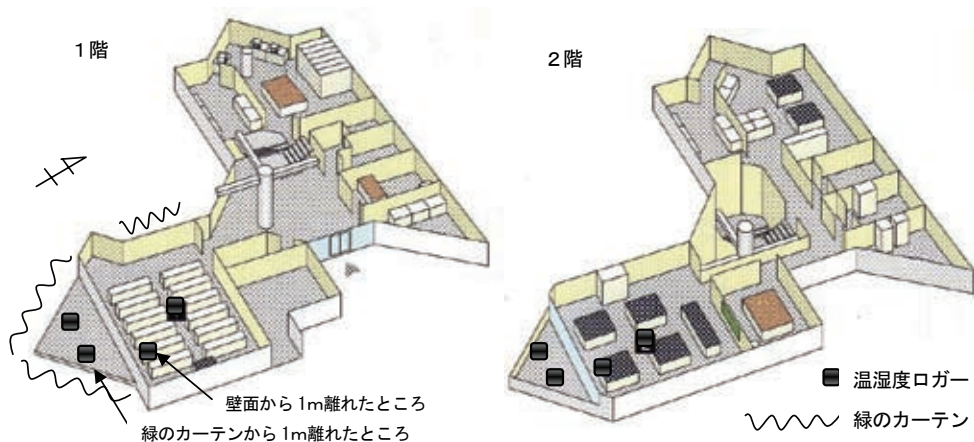 1階
2階
壁面から1m離れたところ
緑のカーテンから1m離れたところ
温湿度ロガー
緑のカーテン